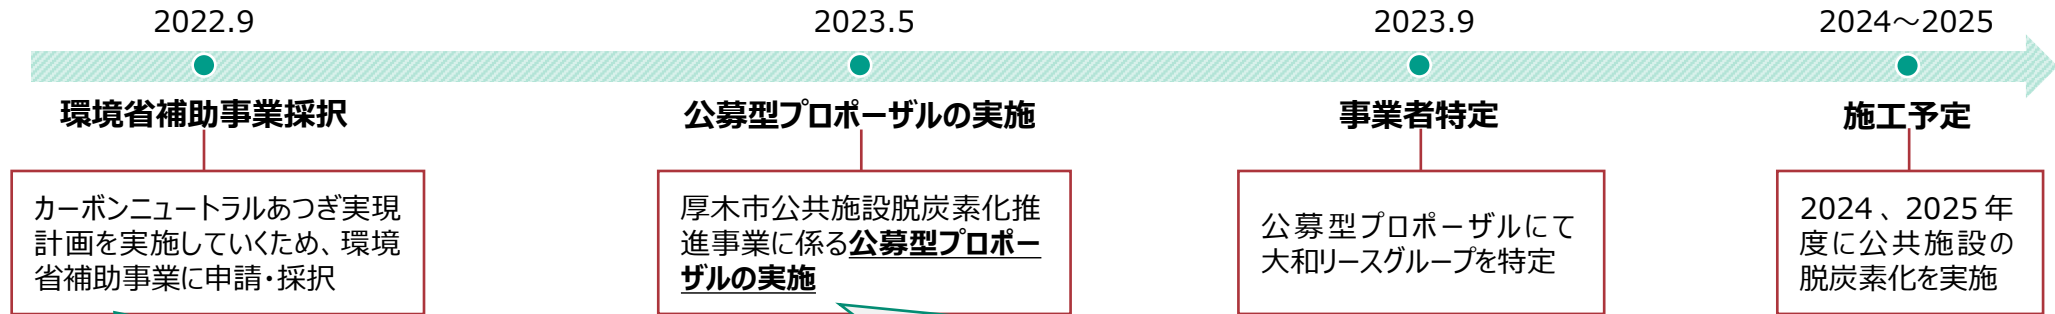 2022.9
2023.5
2023.9
2024～2025
環境省補助事業採択
公募型プロポーザルの実施
事業者特定
施工予定
カーボンニュートラルあつぎ実現
計画を実施していくため、環境
省補助事業に申請・採択
厚木市公共施設脱炭素化推
進事業に係る公募型プロポー
ザルの実施
公募型プロポーザルにて
大和リースグループを特定
2024、2025年
度に公共施設の
脱炭素化を実施